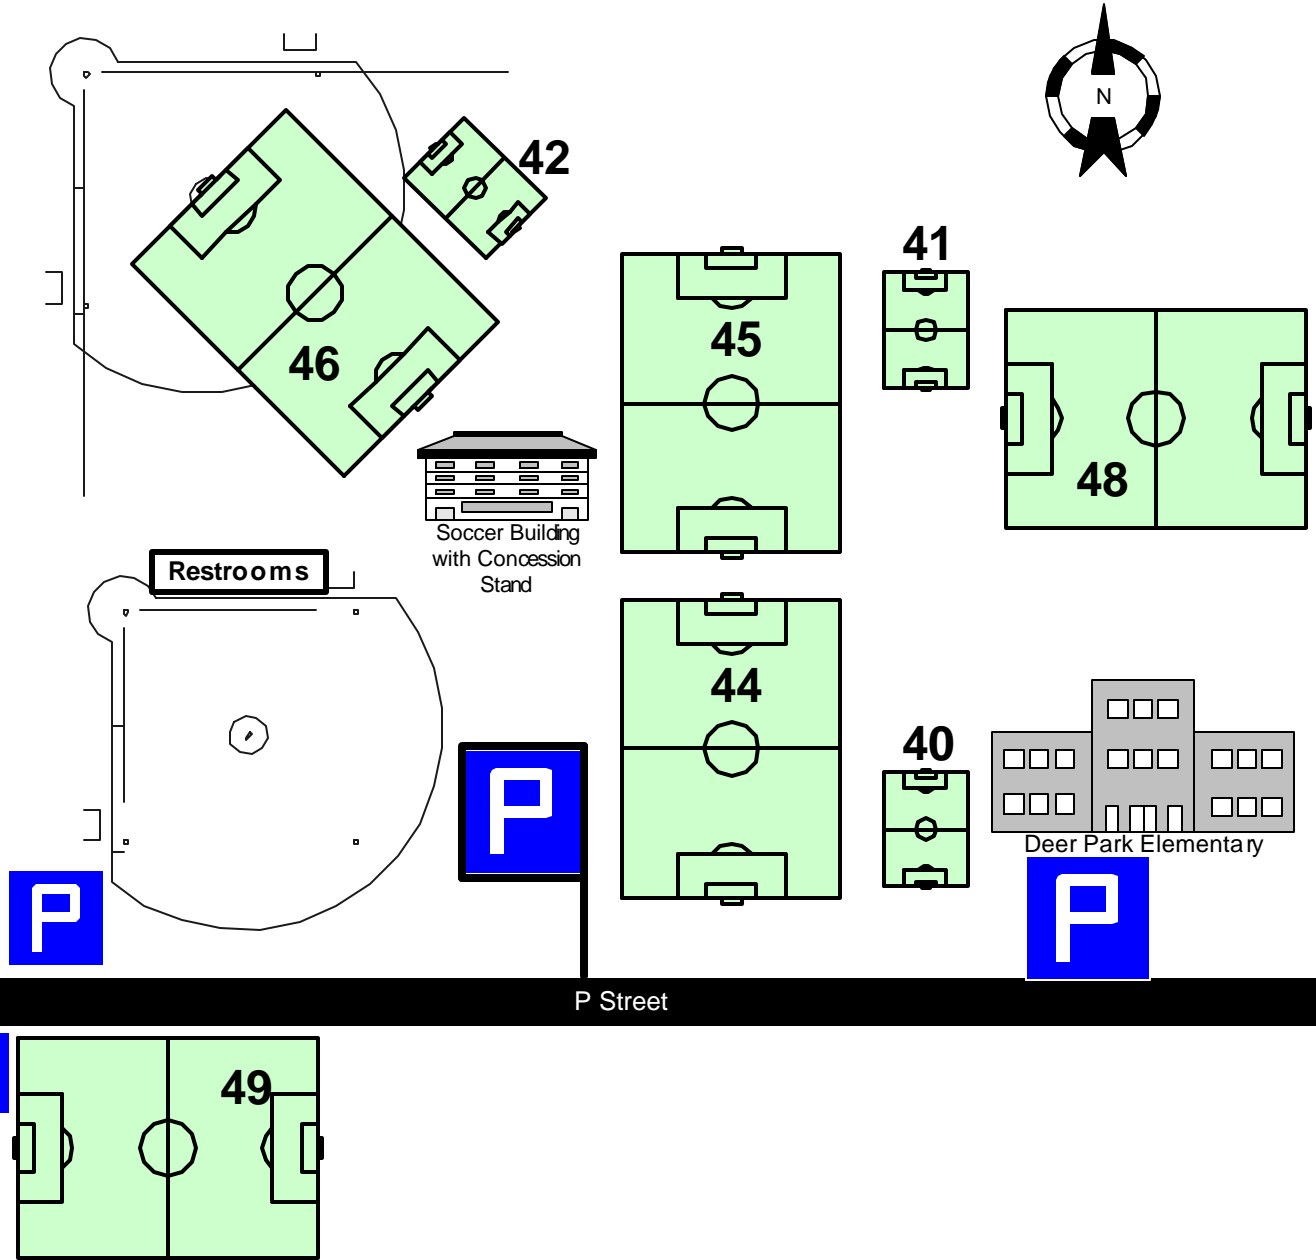 N
42
41
45
46
48
Soccer Building
with Concession
Stand
Restrooms
44
40
P
Deer Park Elementary
P
P
P Street
49